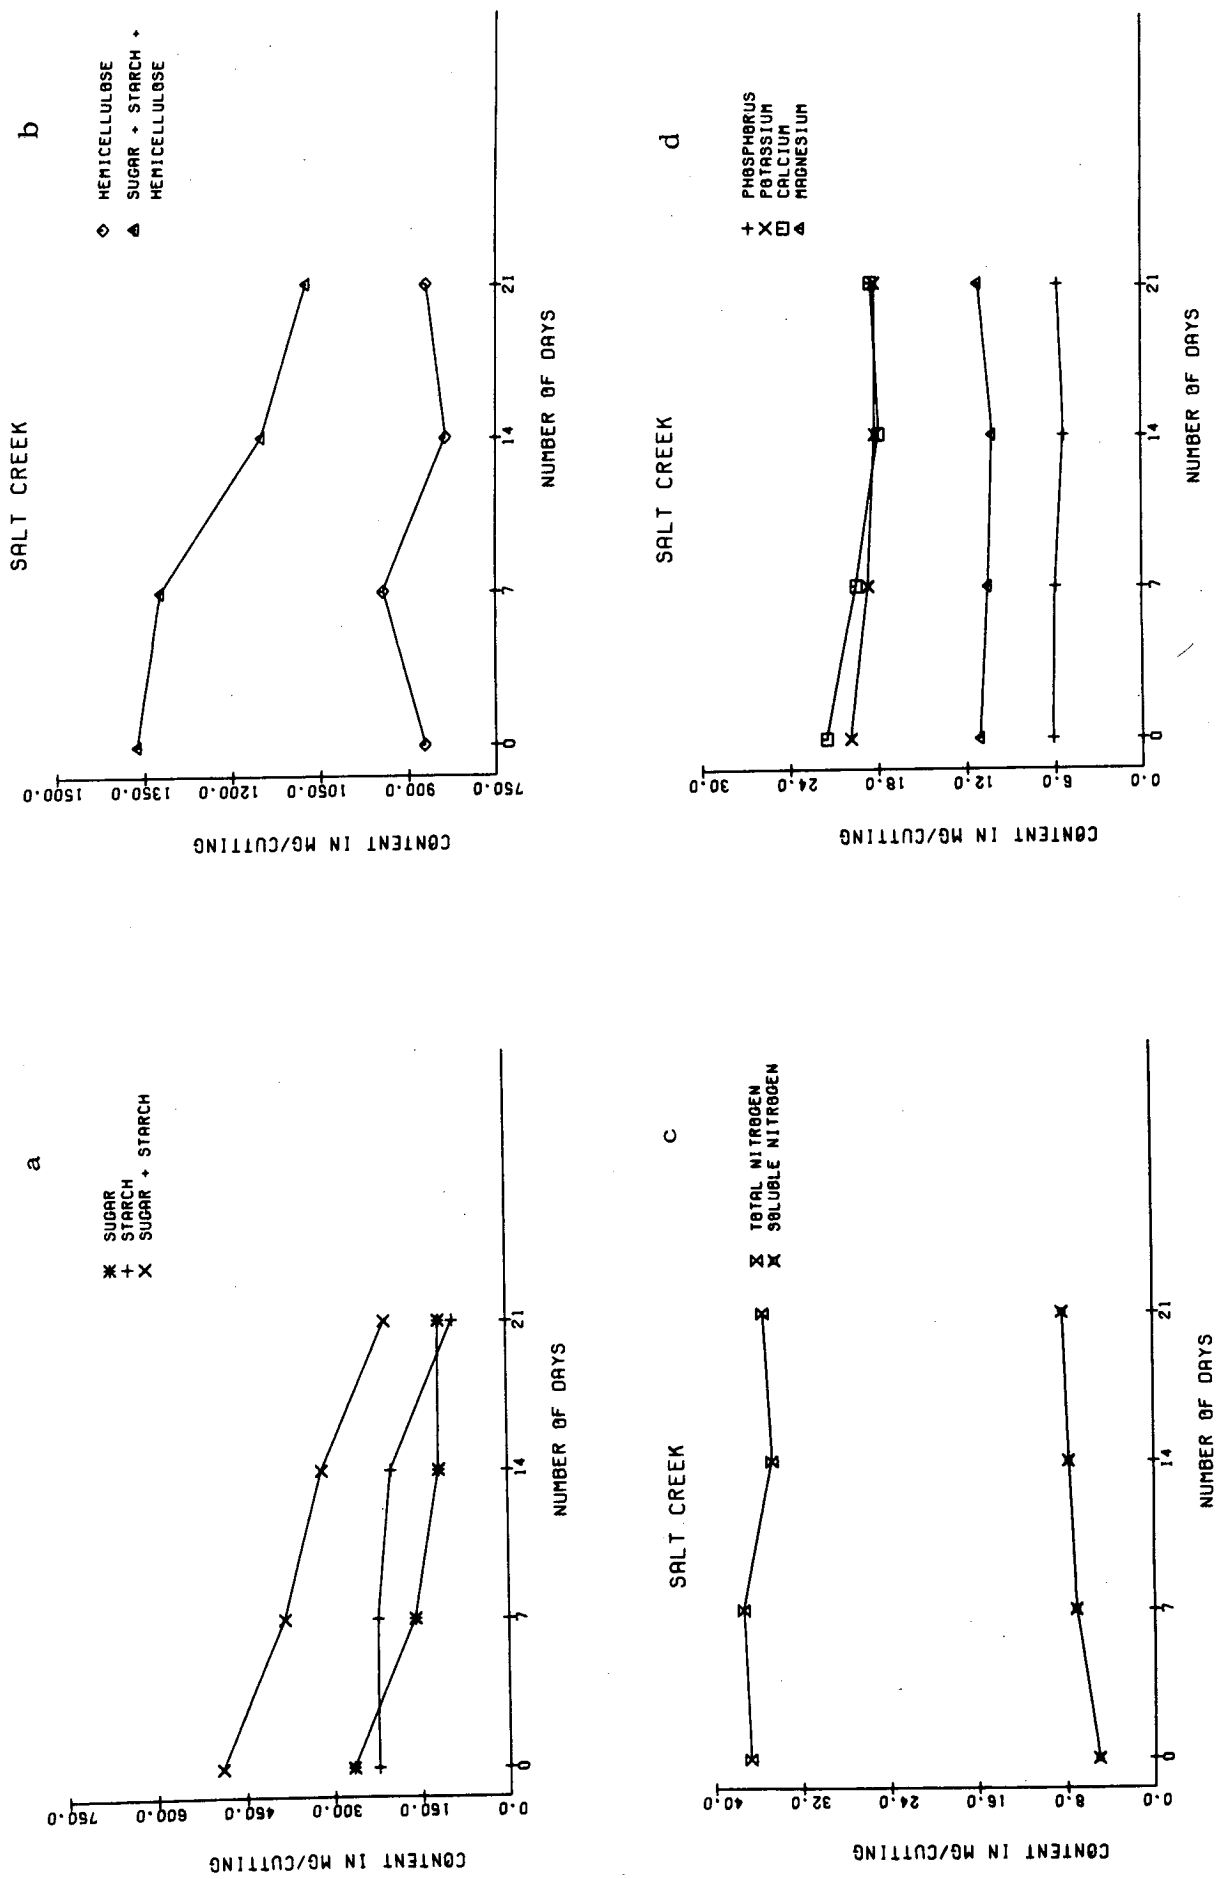 a
✳ SUGAR
+ STARCH
× SUGAR + STARCH
CONTENT IN MG/CUTTING
750.0
600.0
450.0
300.0
150.0
0.0
0
7
14
21
NUMBER OF DAYS
b
SALT CREEK
HEMICELLULOSE
SUGAR + STARCH +
HEMICELLULOSE
CONTENT IN MG/CUTTING
1500.0
1350.0
1200.0
1050.0
900.0
750.0
0
7
14
21
NUMBER OF DAYS
c
SALT CREEK
TOTAL NITROGEN
SOLUBLE NITROGEN
CONTENT IN MG/CUTTING
40.0
32.0
24.0
16.0
8.0
0.0
0
7
14
21
NUMBER OF DAYS
d
SALT CREEK
PHOSPHORUS
POTASSIUM
CALCIUM
MAGNESIUM
CONTENT IN MG/CUTTING
30.0
24.0
18.0
12.0
6.0
0.0
0
7
14
21
NUMBER OF DAYS